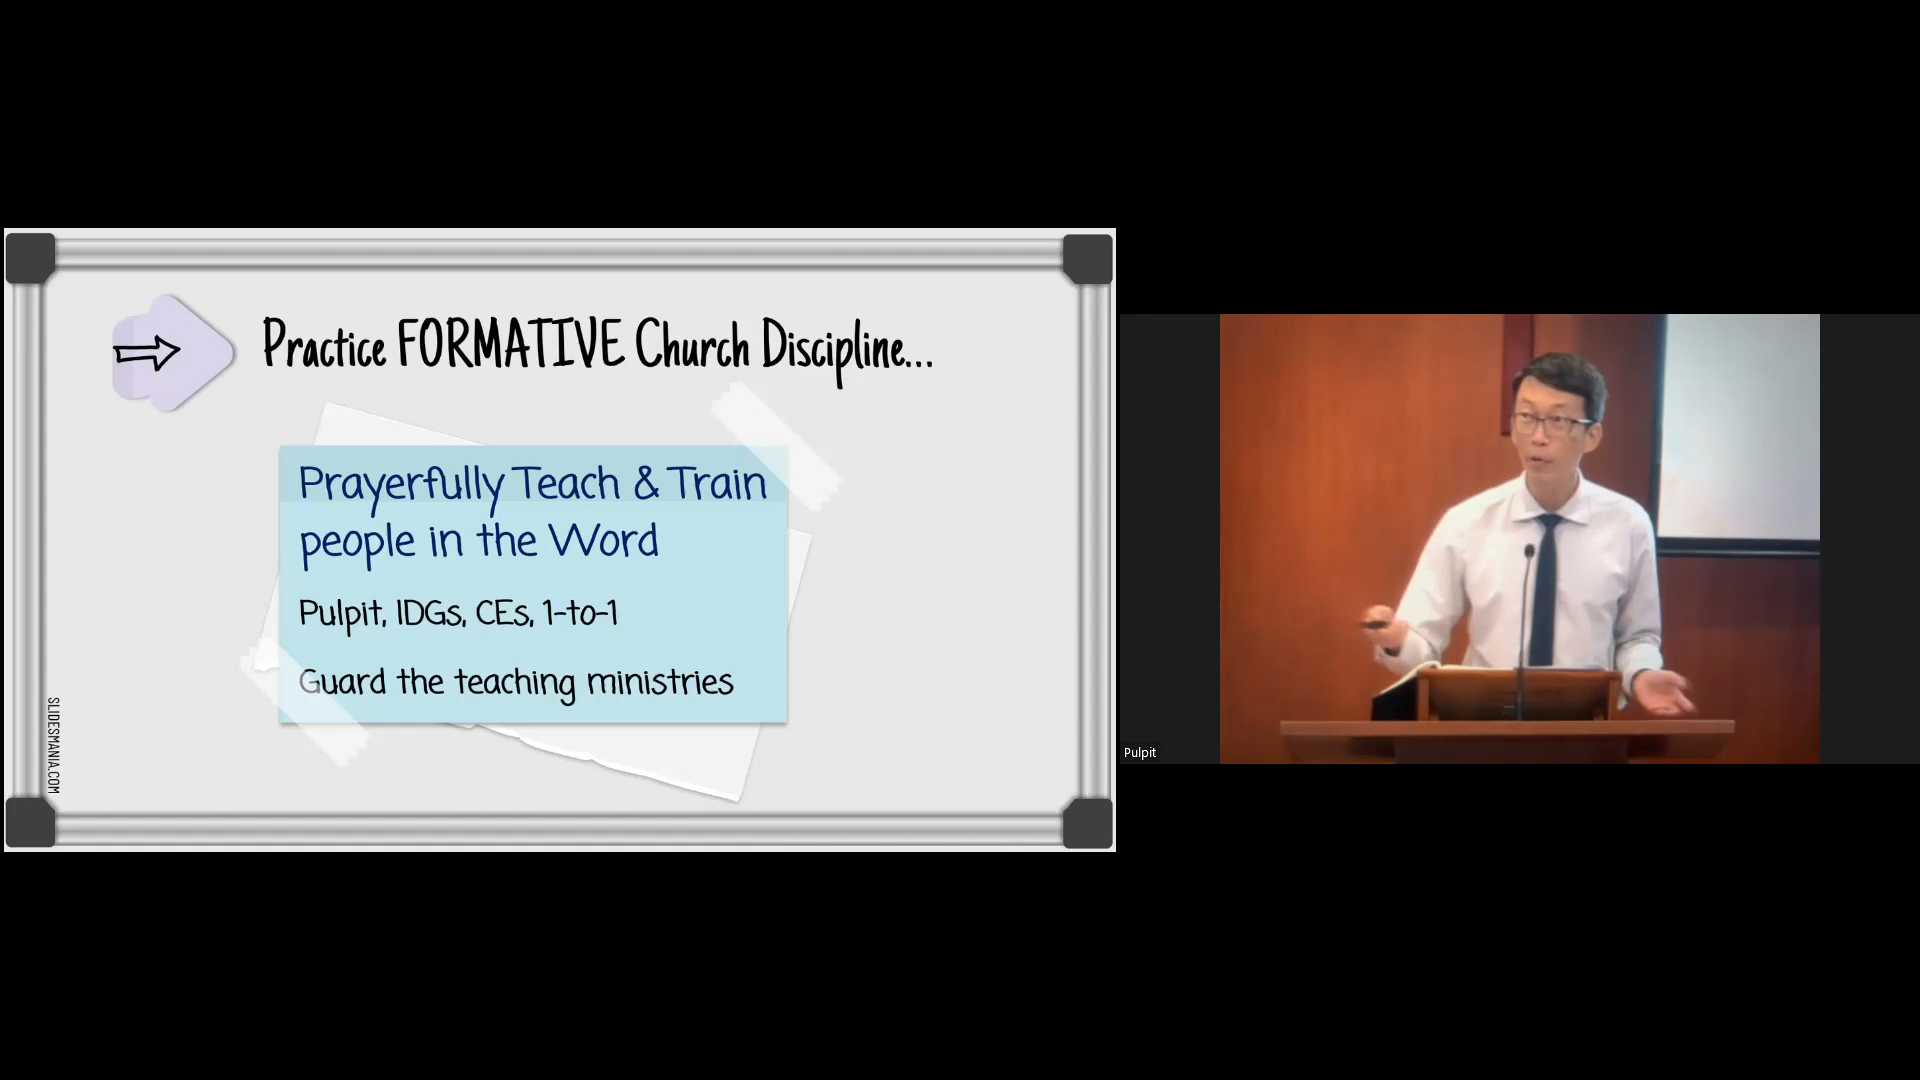 Practice FORMATIVE Church Discipline...
Prayerfully Teach & Train
people in the Word
Pulpit, IDGs, CEs, 1-to-1
Guard the teaching ministries
SLIDESMANIA.COM
Pulpit